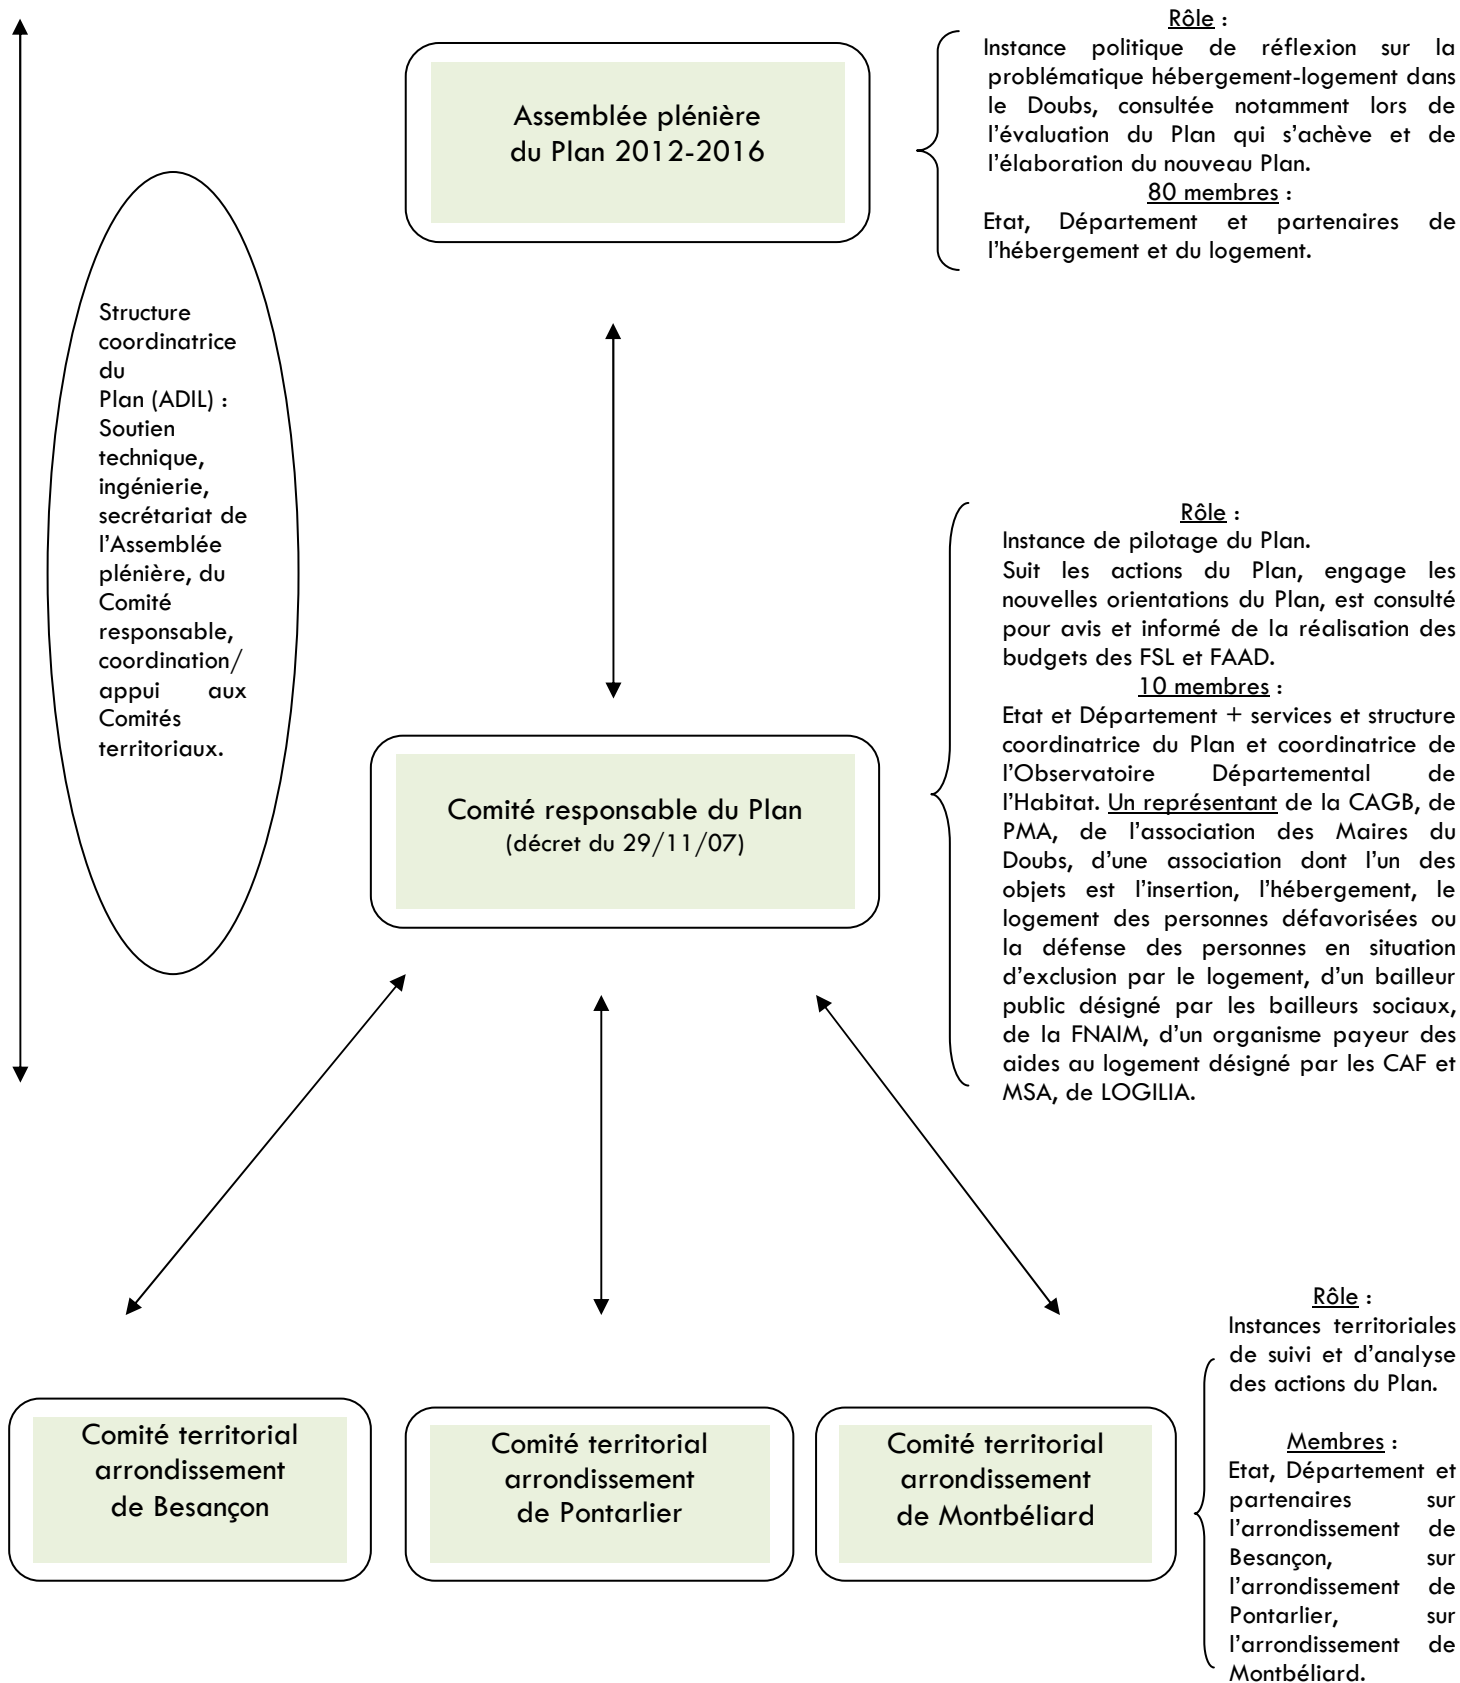 Assemblée plénière
du Plan 2012-2016
Rôle :
Instance politique de réflexion sur la
problématique hébergement-logement dans
le Doubs, consultée notamment lors de
l'évaluation du Plan qui s'achève et de
l'élaboration du nouveau Plan.
80 membres :
Etat, Département et partenaires de
l'hébergement et du logement.
Structure
coordinatrice
du
Plan (ADIL) :
Soutien
technique,
ingénierie,
secrétariat de
l'Assemblée
plénière, du
Comité
responsable,
coordination/
appui aux
Comités
territoriaux.
Comité responsable du Plan
(décret du 29/11/07)
Rôle :
Instance de pilotage du Plan.
Suit les actions du Plan, engage les
nouvelles orientations du Plan, est consulté
pour avis et informé de la réalisation des
budgets des FSL et FAAD.
10 membres :
Etat et Département + services et structure
coordinatrice du Plan et coordinatrice de
l'Observatoire Départemental de
l'Habitat. Un représentant de la CAGB, de
PMA, de l'association des Maires du
Doubs, d'une association dont l'un des
objets est l'insertion, l'hébergement, le
logement des personnes défavorisées ou
la défense des personnes en situation
d'exclusion par le logement, d'un bailleur
public désigné par les bailleurs sociaux,
de la FNAIM, d'un organisme payeur des
aides au logement désigné par les CAF et
MSA, de LOGILIA.
Comité territorial
arrondissement
de Besançon
Comité territorial
arrondissement
de Pontarlier
Comité territorial
arrondissement
de Montbéliard
Rôle :
Instances territoriales
de suivi et d'analyse
des actions du Plan.
Membres :
Etat, Département et
partenaires sur
l'arrondissement de
Besançon, sur
l'arrondissement de
Pontarlier, sur
l'arrondissement de
Montbéliard.